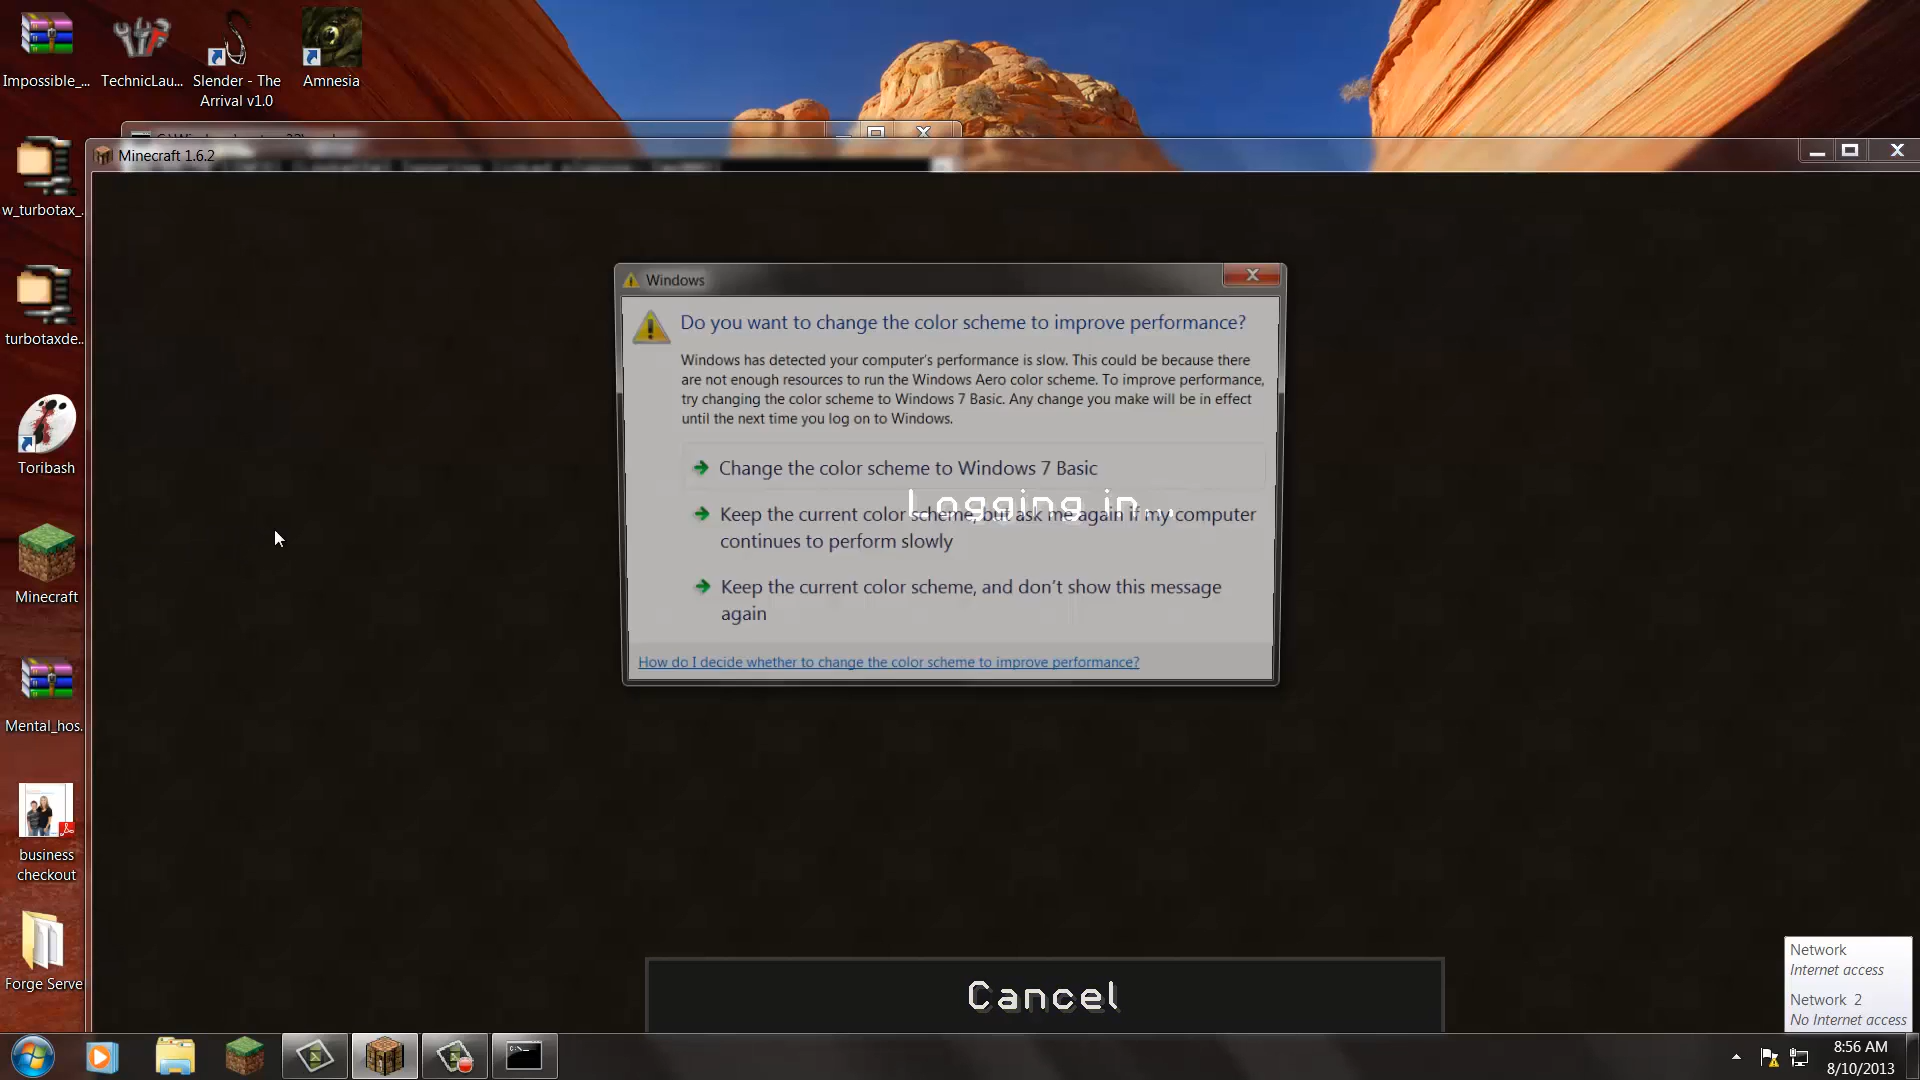 Impossible_...
TechnicLau...
Slender - The
Arrival v1.0
Amnesia
Minecraft 1.6.2
w_turbotax_.
turbotaxde..
Toribash
Minecraft
Mental_hos.
business
checkout
Forge Serve
Windows
Do you want to change the color scheme to improve performance?
Windows has detected your computer's performance is slow. This could be because there
are not enough resources to run the Windows Aero color scheme. To improve performance,
try changing the color scheme to Windows 7 Basic. Any change you make will be in effect
until the next time you log on to Windows.
Change the color scheme to Windows 7 Basic
Logging in...
Keep the current color scheme, but ask me again if my computer
continues to perform slowly
Keep the current color scheme, and don't show this message
again
How do I decide whether to change the color scheme to improve performance?
Cancel
Network
Internet access
Network 2
No Internet access
8:56 AM
8/10/2013